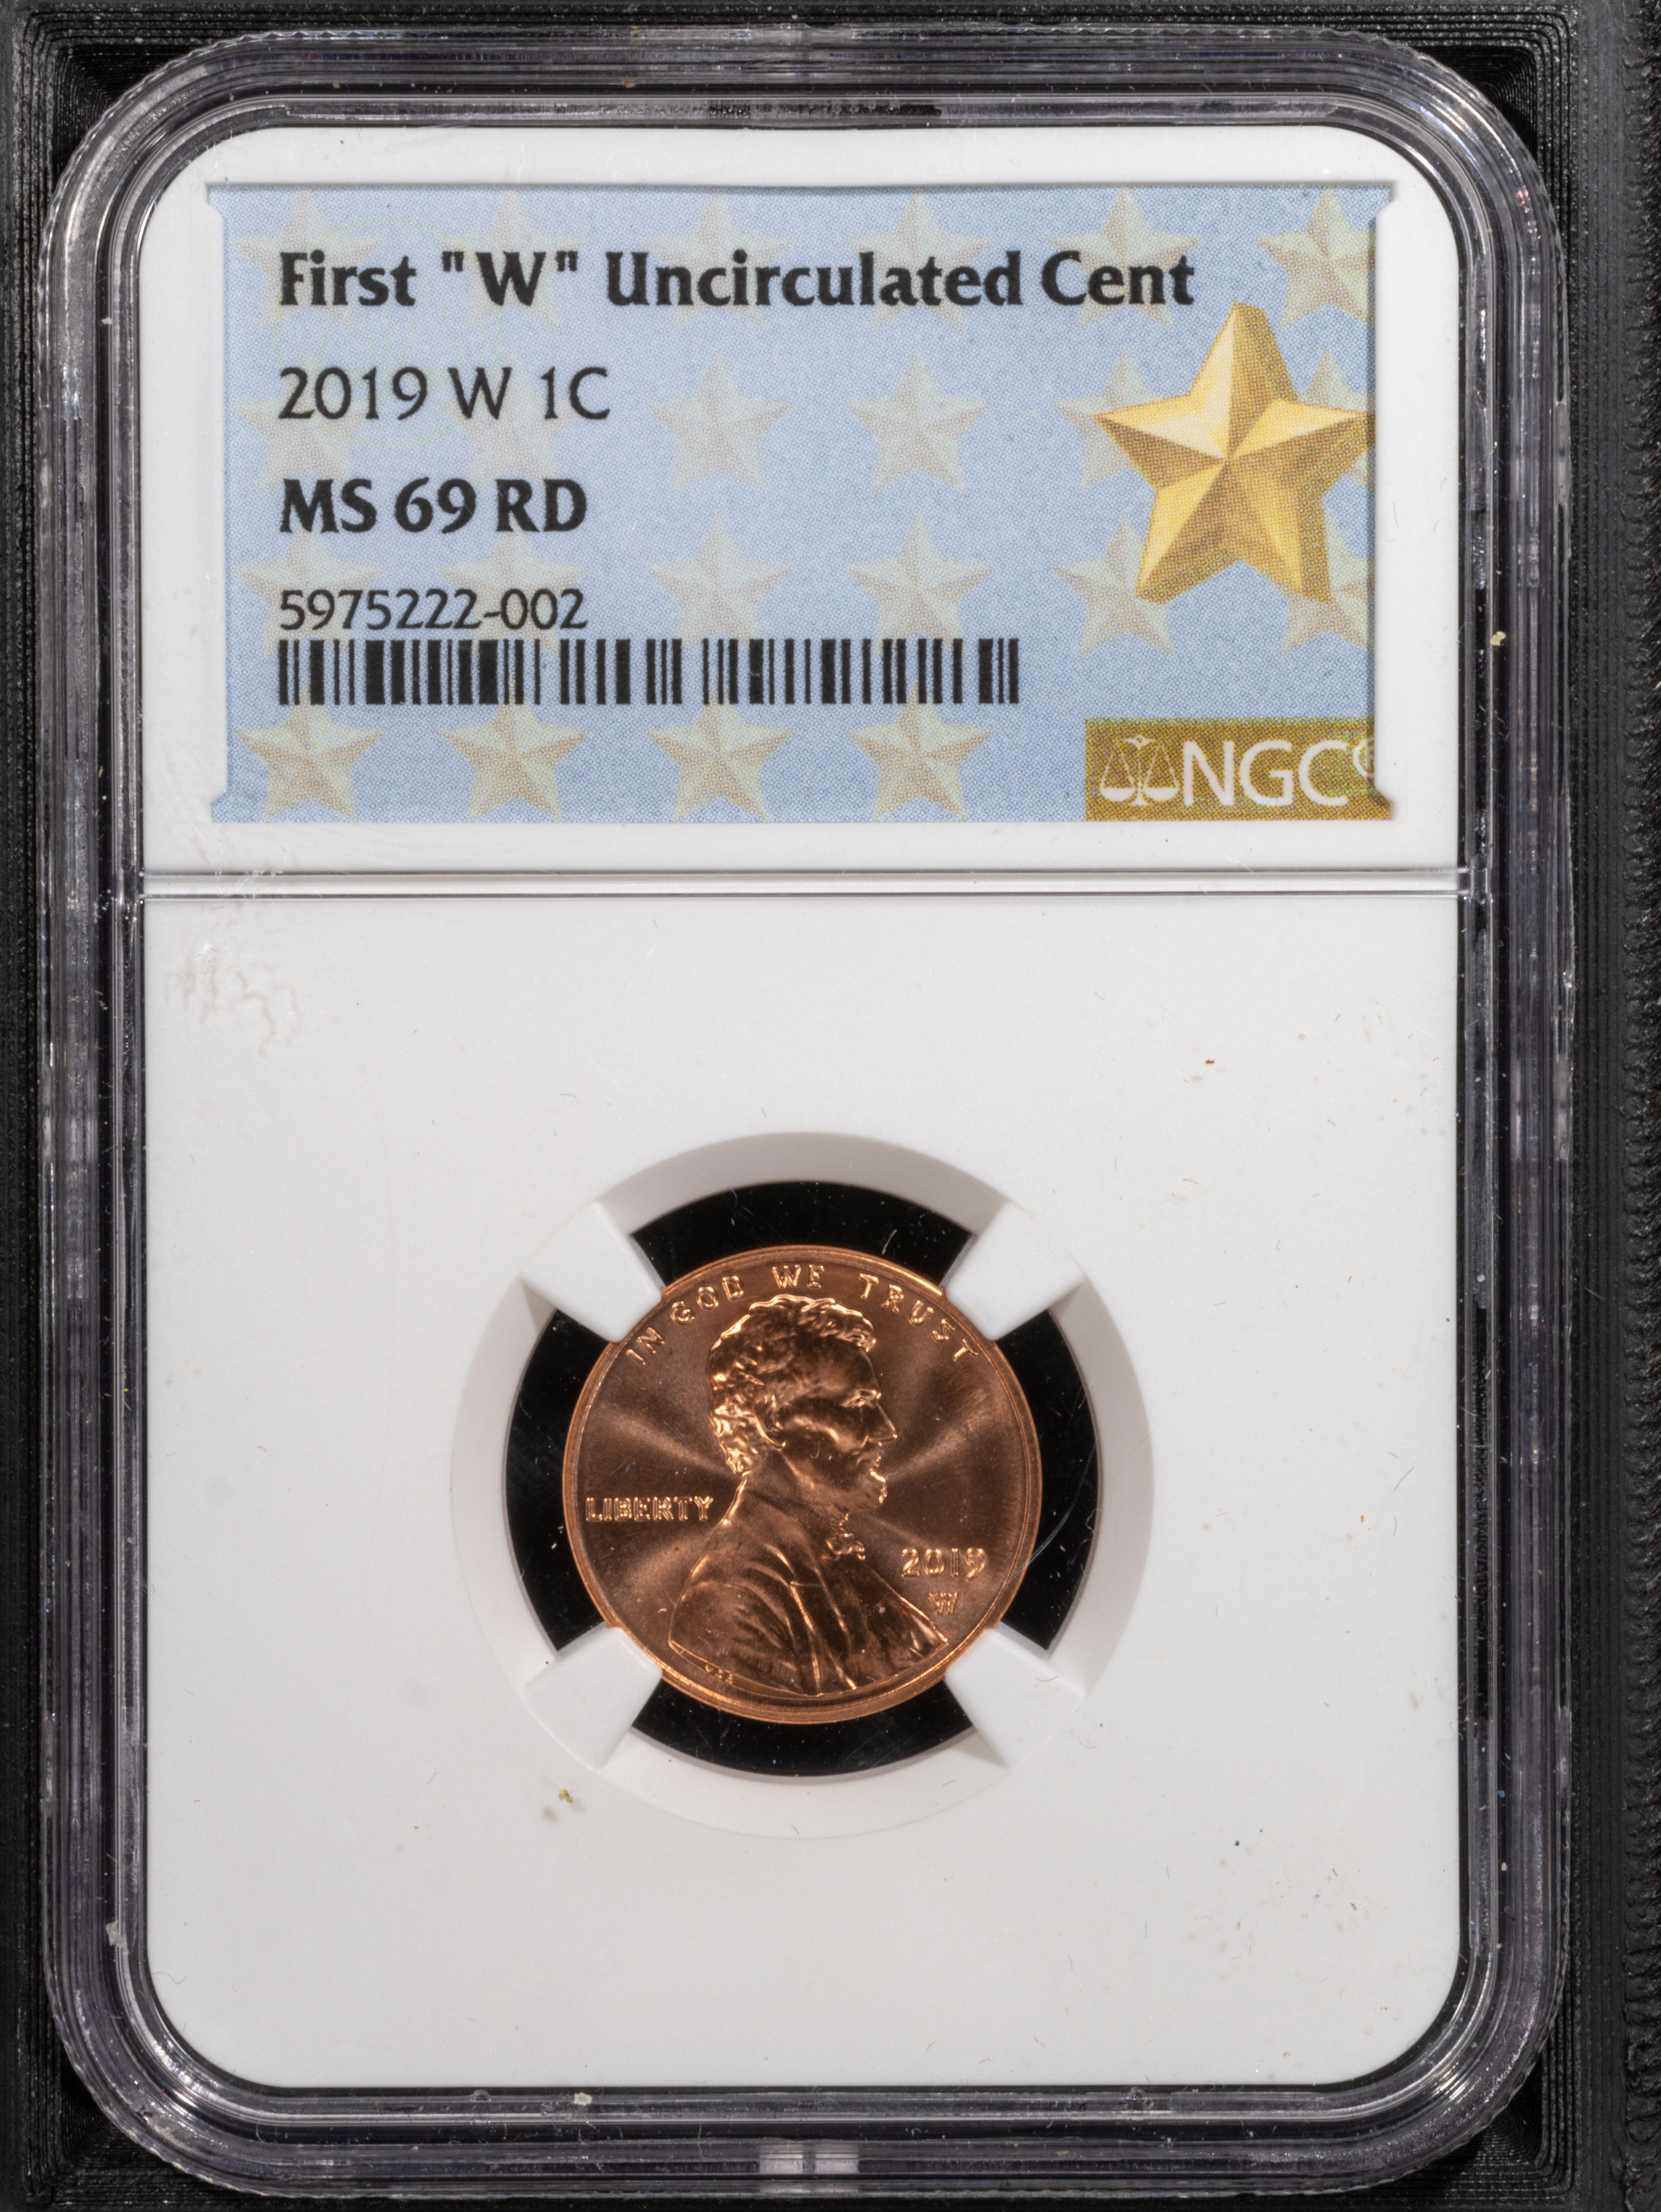 First "W" Uncirculated Cent
2019 W 1C
MS 69 RD
5975222-002
NGC
IN GOD WE TRUST
LIBERTY
2019
W